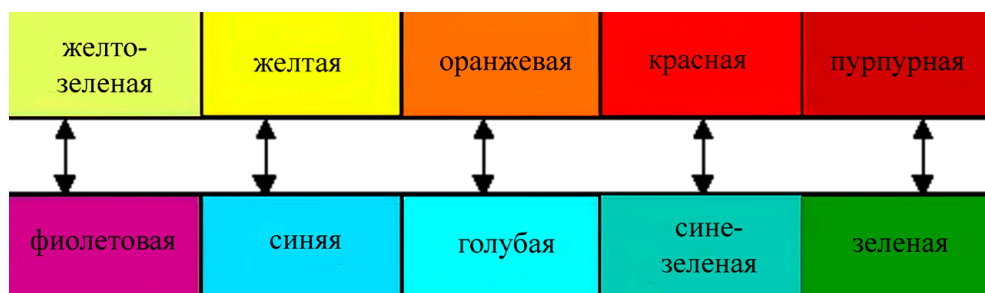 желто-
зеленая
желтая
оранжевая
красная
пурпурная
фиолетовая
синяя
голубая
сине-
зеленая
зеленая